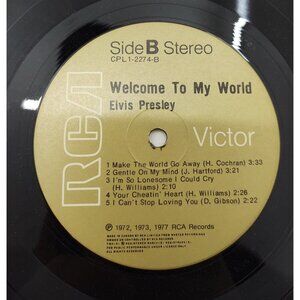 Side B Stereo
CPL1-2274-B
Welcome To My World
Elvis Presley
RCA
Victor
1 Make The World Go Away (H. Cochran) 3:33
2 Gentle On My Mind (J. Hartford) 3:21
3 I'm So Lonesome I Could Cry
(H. Williams) 2:10
4 Your Cheatin' Heart (H. Williams) 2:26
5 I Can't Stop Loving You (D. Gibson) 2:22
℗ 1972, 1973, 1977 RCA Records